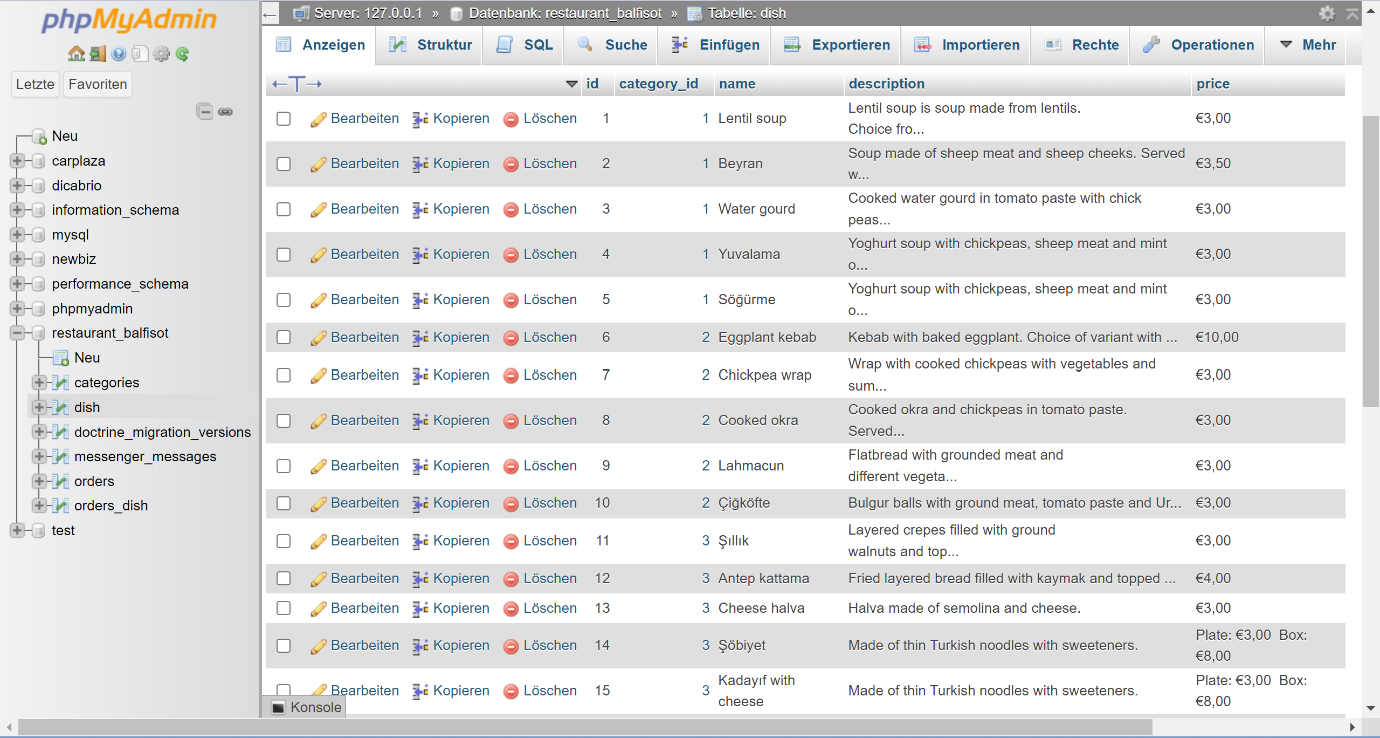 phpMyAdmin
Letzte Favoriten
Neu
carplaza
dicabrio
information_schema
mysql
newbiz
performance_schema
phpmyadmin
restaurant_balfisot
Neu
categories
dish
doctrine_migration_versions
messenger_messages
orders
orders_dish
test
Server: 127.0.0.1 » Datenbank: restaurant_balfisot » Tabelle: dish
Anzeigen Struktur SQL Suche Einfügen Exportieren Importieren Rechte Operationen Mehr
id category_id name description price
Bearbeiten Kopieren Löschen 1 1 Lentil soup Lentil soup is soup made from lentils.
Choice fro... €3,00
Bearbeiten Kopieren Löschen 2 1 Beyran Soup made of sheep meat and sheep cheeks. Served
w... €3,50
Bearbeiten Kopieren Löschen 3 1 Water gourd Cooked water gourd in tomato paste with chick
peas... €3,00
Bearbeiten Kopieren Löschen 4 1 Yuvalama Yoghurt soup with chickpeas, sheep meat and mint
o... €3,00
Bearbeiten Kopieren Löschen 5 1 Söğürme Yoghurt soup with chickpeas, sheep meat and mint
o... €3,00
Bearbeiten Kopieren Löschen 6 2 Eggplant kebab Kebab with baked eggplant. Choice of variant with ... €10,00
Bearbeiten Kopieren Löschen 7 2 Chickpea wrap Wrap with cooked chickpeas with vegetables and
sum... €3,00
Bearbeiten Kopieren Löschen 8 2 Cooked okra Cooked okra and chickpeas in tomato paste.
Served... €3,00
Bearbeiten Kopieren Löschen 9 2 Lahmacun Flatbread with grounded meat and
different vegeta... €3,00
Bearbeiten Kopieren Löschen 10 2 Çiğköfte Bulgur balls with ground meat, tomato paste and Ur... €3,00
Bearbeiten Kopieren Löschen 11 3 Şıllık Layered crepes filled with ground
walnuts and top... €3,00
Bearbeiten Kopieren Löschen 12 3 Antep kattama Fried layered bread filled with kaymak and topped ... €4,00
Bearbeiten Kopieren Löschen 13 3 Cheese halva Halva made of semolina and cheese. €3,00
Bearbeiten Kopieren Löschen 14 3 Şöbiyet Made of thin Turkish noodles with sweeteners. Plate: €3,00 Box:
€8,00
Bearbeiten Kopieren Löschen 15 3 Kadayıf with
cheese Made of thin Turkish noodles with sweeteners. Plate: €3,00 Box:
€8,00
Konsole